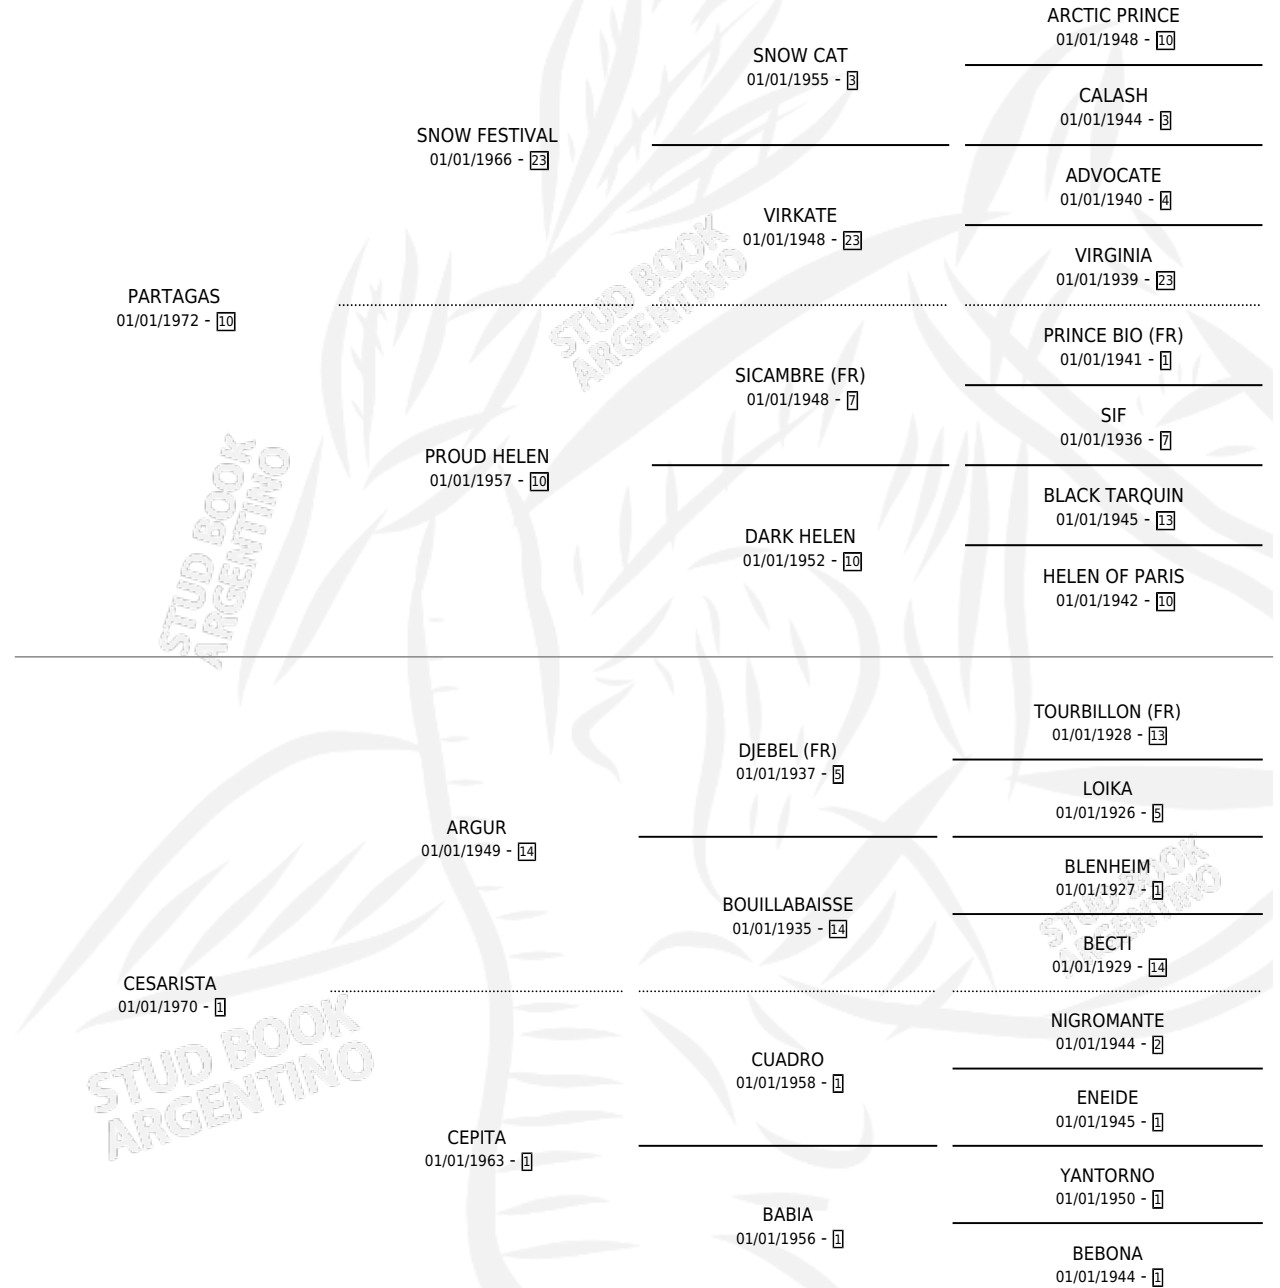 ARCTIC PRINCE
01/01/1948 - 10
SNOW CAT
01/01/1955 - 3
CALASH
01/01/1944 - 3
SNOW FESTIVAL
01/01/1966 - 23
ADVOCATE
01/01/1940 - 4
VIRKATE
01/01/1948 - 23
VIRGINIA
01/01/1939 - 23
PARTAGAS
01/01/1972 - 10
PRINCE BIO (FR)
01/01/1941 - 1
SICAMBRE (FR)
01/01/1948 - 7
SIF
01/01/1936 - 7
PROUD HELEN
01/01/1957 - 10
BLACK TARQUIN
01/01/1945 - 13
DARK HELEN
01/01/1952 - 10
HELEN OF PARIS
01/01/1942 - 10
TOURBILLON (FR)
01/01/1928 - 13
DJEBEL (FR)
01/01/1937 - 5
LOIKA
01/01/1926 - 5
ARGUR
01/01/1949 - 14
BLENHEIM
01/01/1927 - 1
BOUILLABAISSE
01/01/1935 - 14
BECTI
01/01/1929 - 14
CESARISTA
01/01/1970 - 1
NIGROMANTE
01/01/1944 - 2
CUADRO
01/01/1958 - 1
ENEIDE
01/01/1945 - 1
CEPITA
01/01/1963 - 1
YANTORNO
01/01/1950 - 1
BABIA
01/01/1956 - 1
BEBONA
01/01/1944 - 1
STUD BOOK
ARGENTINO
STUD BOOK
ARGENTINO
STUD BOOK
ARGENTINO
STUD BOOK
ARGENTINO